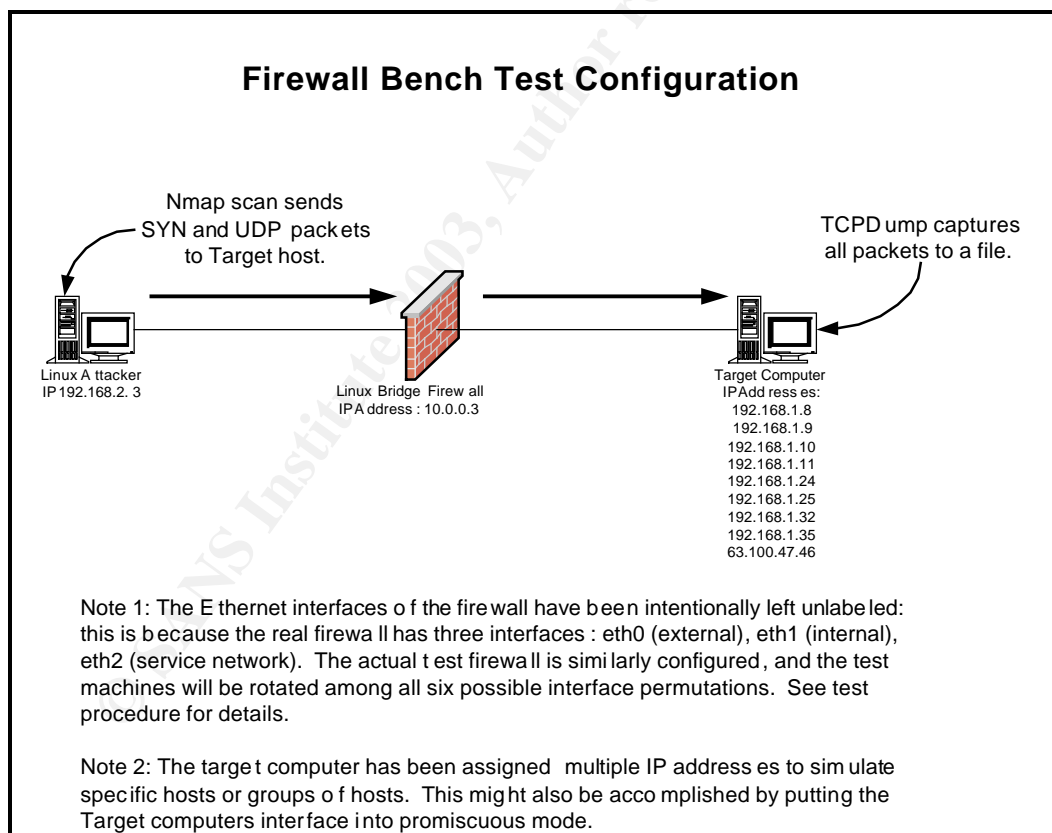 Firewall Bench Test Configuration
Nmap scan sends
SYN and UDP packets
to Target host.
TCPDump captures
all packets to a file.
Linux Attacker
IP 192.168.2.3
Linux Bridge Firewall
IP Address : 10.0.0.3
Target Computer
IP Addresses:
192.168.1.8
192.168.1.9
192.168.1.10
192.168.1.11
192.168.1.24
192.168.1.25
192.168.1.32
192.168.1.35
63.100.47.46
Note 1: The Ethernet interfaces of the firewall have been intentionally left unlabeled:
this is because the real firewall has three interfaces : eth0 (external), eth1 (internal),
eth2 (service network). The actual test firewall is similarly configured, and the test
machines will be rotated among all six possible interface permutations. See test
procedure for details.
Note 2: The target computer has been assigned multiple IP addresses to simulate
specific hosts or groups of hosts. This might also be accomplished by putting the
Target computers interface into promiscuous mode.
© SANS Institute 2003, Author